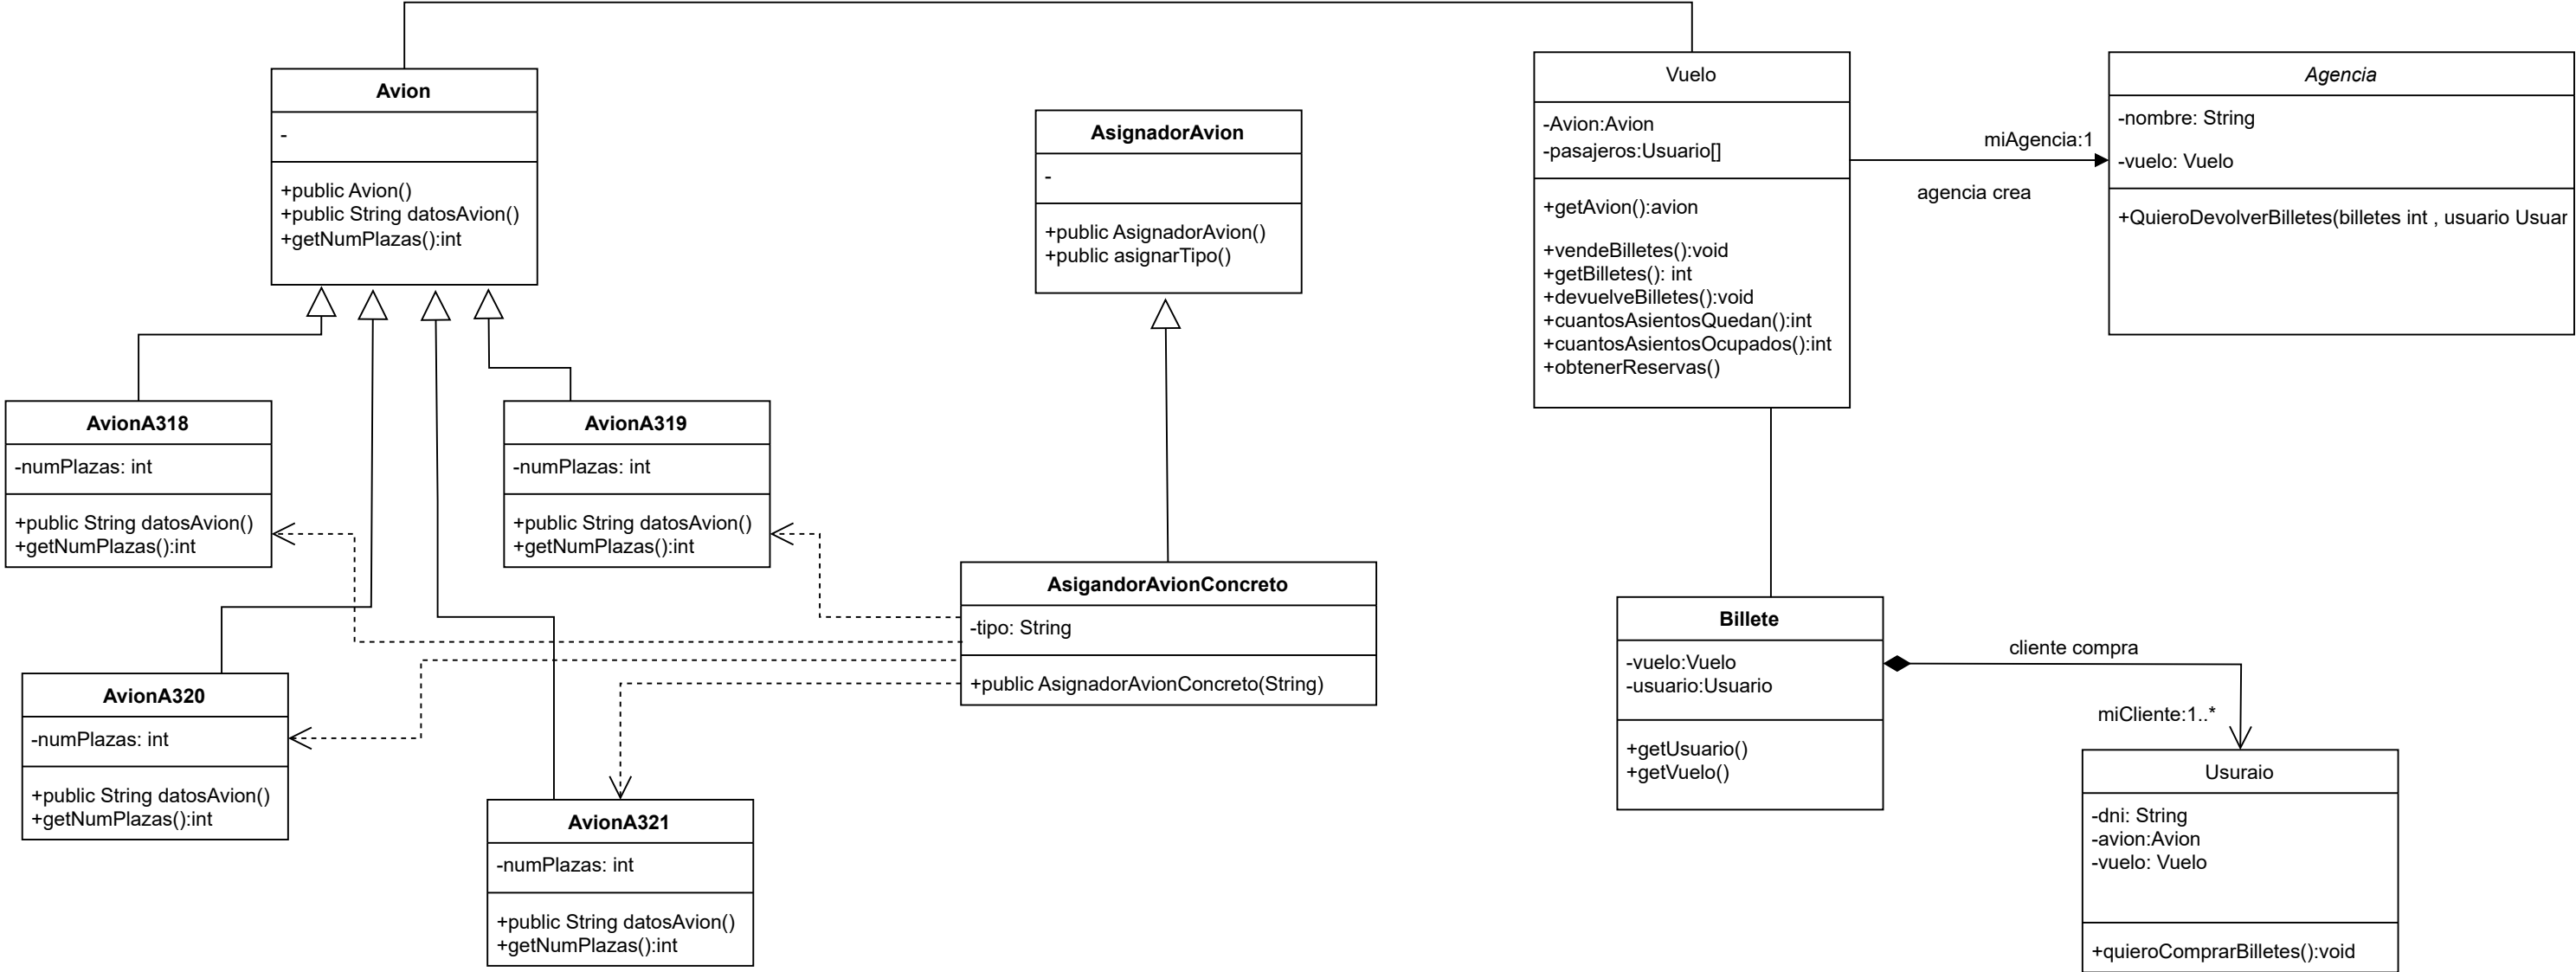 Avion
-
+public Avion()
+public String datosAvion()
+getNumPlazas():int
AsignadorAvion
-
+public AsignadorAvion()
+public asignarTipo()
Vuelo
-Avion:Avion
-pasajeros:Usuario[]
+getAvion():avion
+vendeBilletes():void
+getBilletes(): int
+devuelveBilletes():void
+cuantosAsientosQuedan():int
+cuantosAsientosOcupados():int
+obtenerReservas()
miAgencia:1
agencia crea
Agencia
-nombre: String
-vuelo: Vuelo
+QuieroDevolverBilletes(billetes int , usuario Usuar
AvionA318
-numPlazas: int
+public String datosAvion()
+getNumPlazas():int
AvionA319
-numPlazas: int
+public String datosAvion()
+getNumPlazas():int
AsigandorAvionConcreto
-tipo: String
+public AsignadorAvionConcreto(String)
AvionA320
-numPlazas: int
+public String datosAvion()
+getNumPlazas():int
AvionA321
-numPlazas: int
+public String datosAvion()
+getNumPlazas():int
Billete
-vuelo:Vuelo
-usuario:Usuario
+getUsuario()
+getVuelo()
cliente compra
miCliente:1..*
Usuraio
-dni: String
-avion:Avion
-vuelo: Vuelo
+quieroComprarBilletes():void